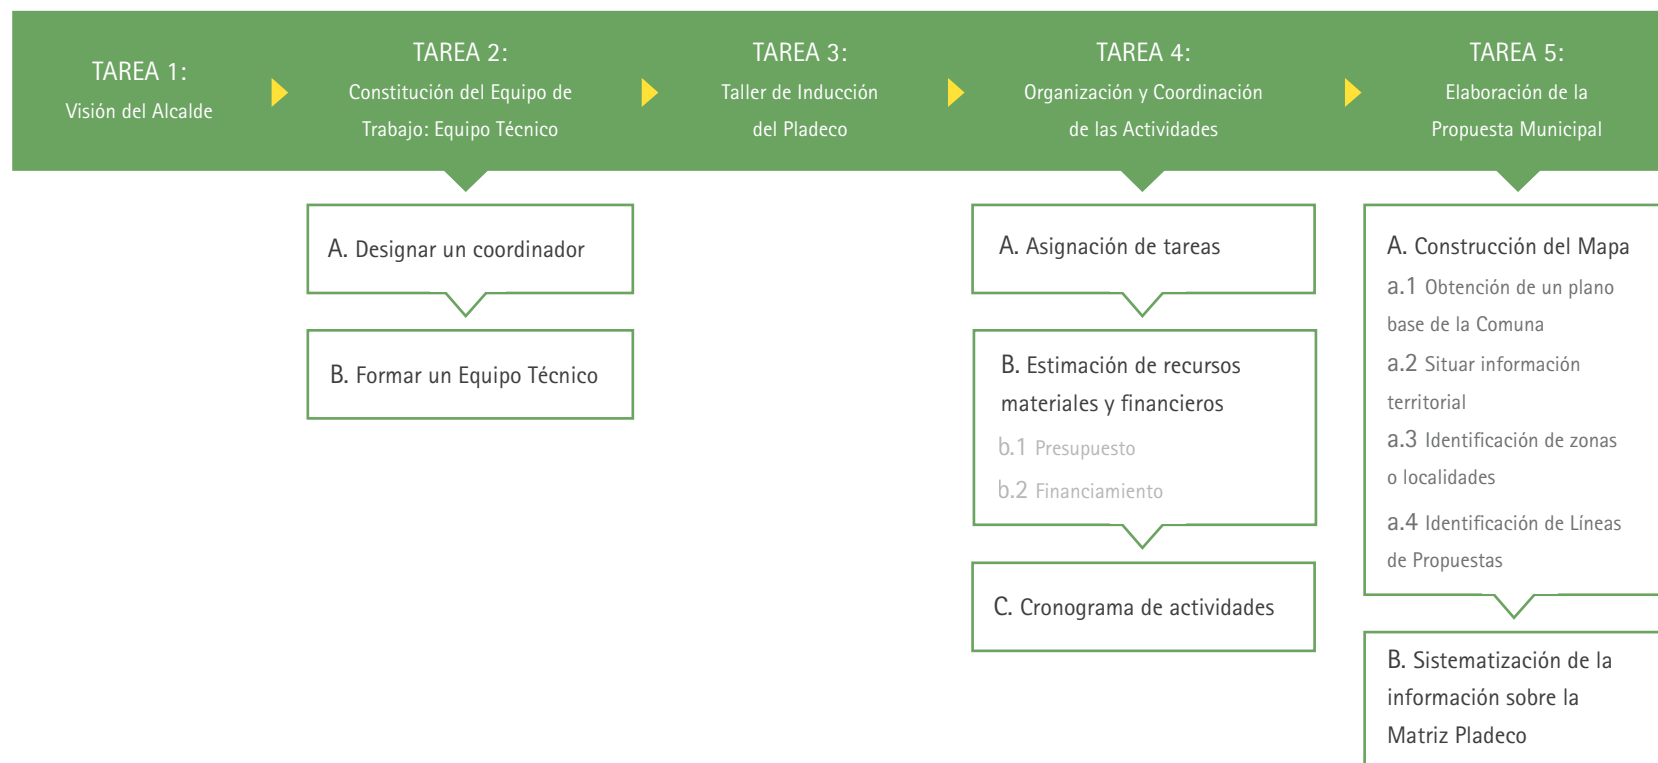 TAREA 1:
Visión del Alcalde
TAREA 2:
Constitución del Equipo de
Trabajo: Equipo Técnico
TAREA 3:
Taller de Inducción
del Pladeco
TAREA 4:
Organización y Coordinación
de las Actividades
TAREA 5:
Elaboración de la
Propuesta Municipal
A. Designar un coordinador
B. Formar un Equipo Técnico
A. Asignación de tareas
B. Estimación de recursos
materiales y financieros
b.1 Presupuesto
b.2 Financiamiento
C. Cronograma de actividades
A. Construcción del Mapa
a.1 Obtención de un plano
base de la Comuna
a.2 Situar información
territorial
a.3 Identificación de zonas
o localidades
a.4 Identificación de Líneas
de Propuestas
B. Sistematización de la
información sobre la
Matriz Pladeco